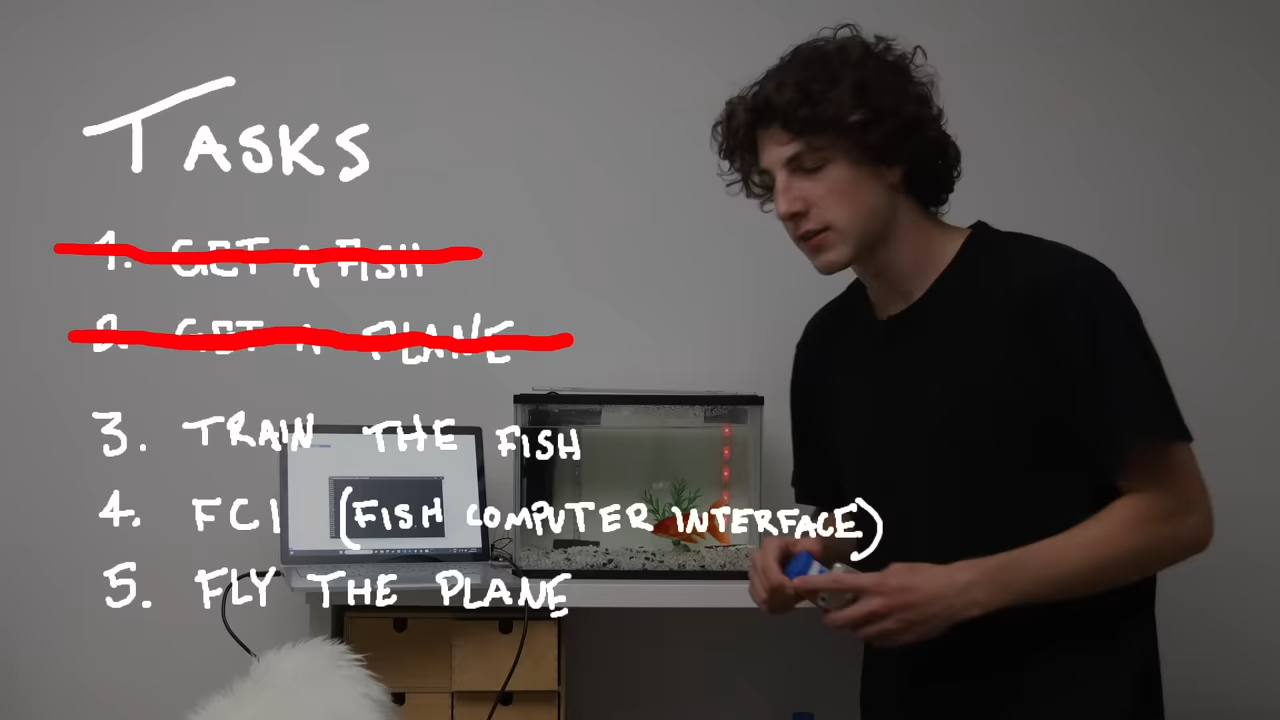 TASKS
1. GET A FISH
2. GET A PLANE
3. TRAIN THE FISH
4. FCI (FISH COMPUTER INTERFACE)
5. FLY THE PLANE